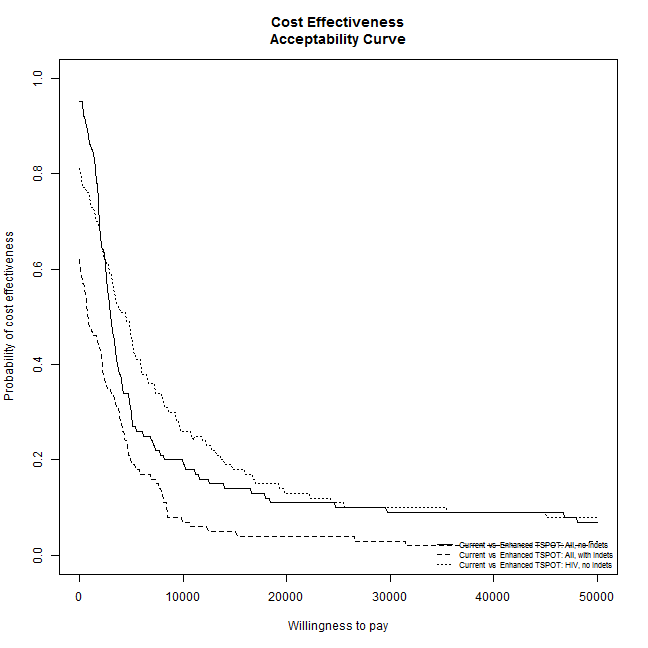 Cost Effectiveness
Acceptability Curve
1.0
0.8
0.6
0.4
0.2
0.0
Probability of cost effectiveness
0 10000 20000 30000 40000 50000
Willingness to pay
Current vs Enhanced TSPOT: All, no Indets
Current vs Enhanced TSPOT: All, with Indets
Current vs Enhanced TSPOT: HIV, no Indets